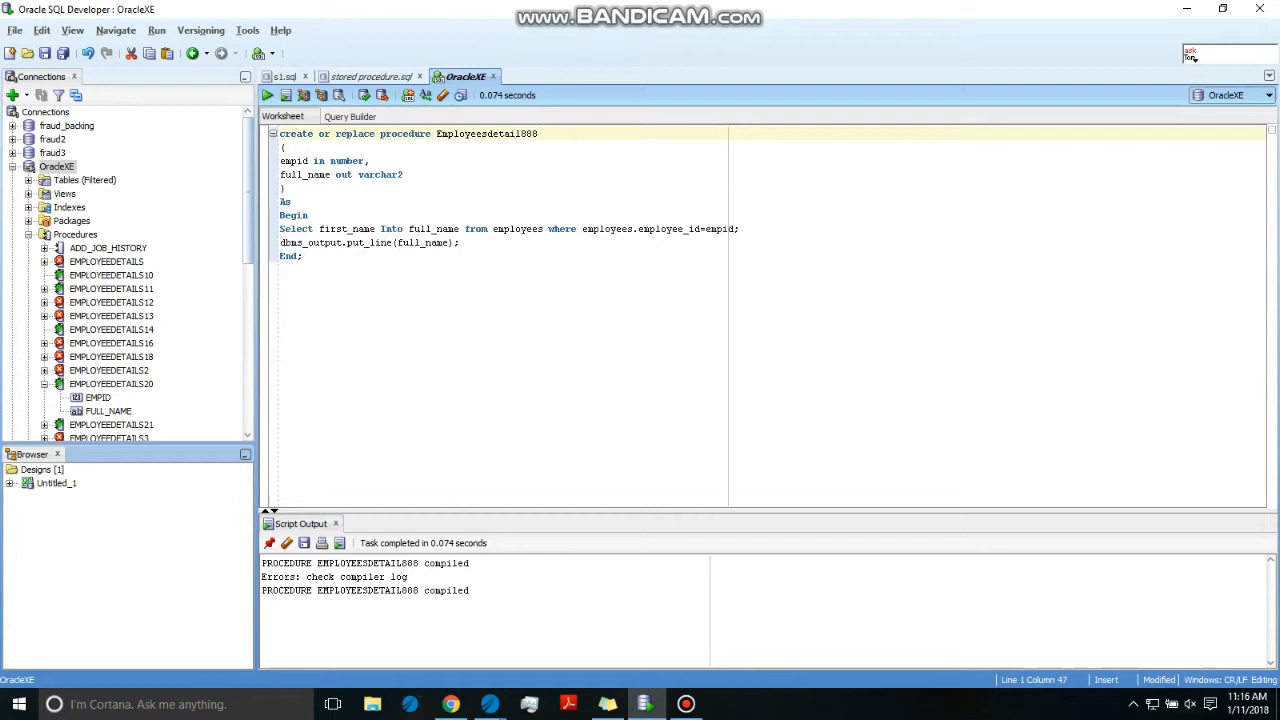 Oracle SQL Developer : OracleXE
www.BANDICAM.com
File Edit View Navigate Run Versioning Tools Help
Connections
s1.sql
stored procedure.sql
OracleXE
0.074 seconds
OracleXE
Worksheet
Query Builder
Connections
fraud_backing
fraud2
fraud3
OracleXE
Tables (Filtered)
Views
Indexes
Packages
Procedures
ADD_JOB_HISTORY
EMPLOYEEDETAILS
EMPLOYEEDETAILS10
EMPLOYEEDETAILS11
EMPLOYEEDETAILS12
EMPLOYEEDETAILS13
EMPLOYEEDETAILS14
EMPLOYEEDETAILS16
EMPLOYEEDETAILS18
EMPLOYEEDETAILS2
EMPLOYEEDETAILS20
EMPID
FULL_NAME
EMPLOYEEDETAILS21
EMPLOYEEDETAILS3
create or replace procedure Employeesdetail888
(
empid in number,
full_name out varchar2
)
As
Begin
Select first_name Into full_name from employees where employees.employee_id=empid;
dbms_output.put_line(full_name);
End;
Browser
Designs [1]
Untitled_1
Script Output
Task completed in 0.074 seconds
PROCEDURE EMPLOYEESDETAIL888 compiled
Errors: check compiler log
PROCEDURE EMPLOYEESDETAIL888 compiled
OracleXE
Line 1 Column 47
Insert
Modified
Windows: CR/LF Editing
I'm Cortana. Ask me anything.
11:16 AM
1/11/2018